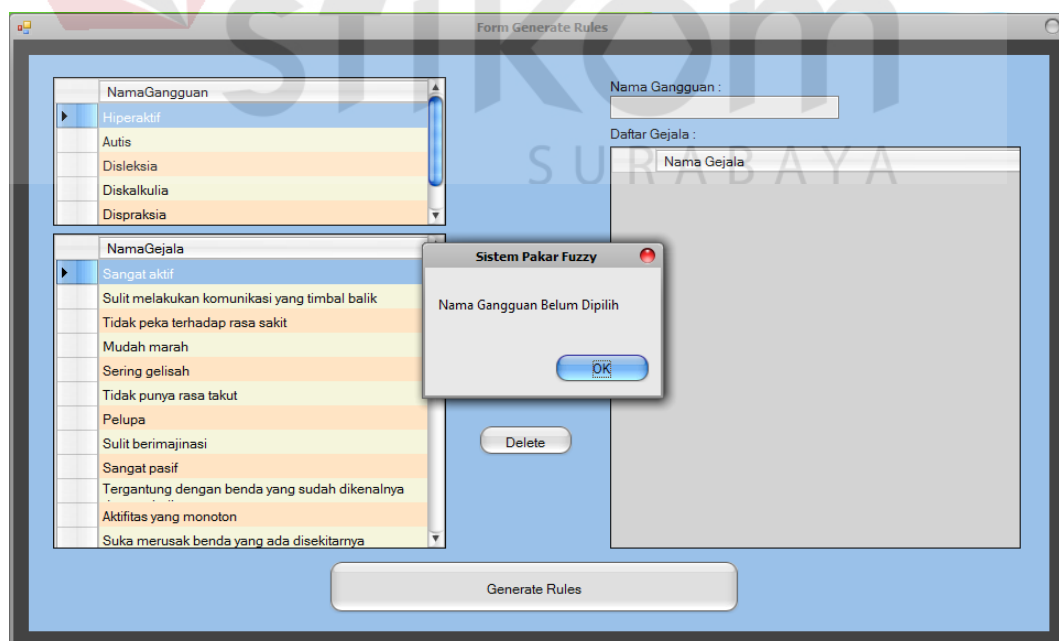 STIKOM
SURABAYA
Form Generate Rules
NamaGangguan
Hiperaktif
Autis
Disleksia
Diskalkulia
Dispraksia
NamaGejala
Sangat aktif
Sulit melakukan komunikasi yang timbal balik
Tidak peka terhadap rasa sakit
Mudah marah
Sering gelisah
Tidak punya rasa takut
Pelupa
Sulit berimajinasi
Sangat pasif
Tergantung dengan benda yang sudah dikenalnya
Aktifitas yang monoton
Suka merusak benda yang ada disekitarnya
Nama Gangguan :
Daftar Gejala :
Nama Gejala
Sistem Pakar Fuzzy
Nama Gangguan Belum Dipilih
OK
Delete
Generate Rules